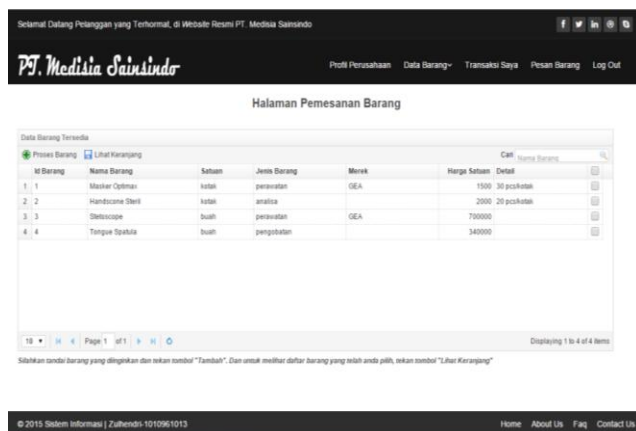 Selamat Datang Pelanggan yang Terhormat, di Website Resmi PT. Medisia Sainsindo
PT. Medisia Sainsindo
Profil Perusahaan Data Barang Transaksi Saya Pesan Barang Log Out
Halaman Pemesanan Barang
Data Barang Tersedia
Proses Barang Lihat Keranjang Cari Nama Barang
Id Barang Nama Barang Satuan Jenis Barang Merek Harga Satuan Detail
1 1 Masker Optimax kotak perawatan GEA 1500 30 pcs/kotak
2 2 Handscone Steril kotak analisa 2000 20 pcs/kotak
3 3 Stetoscope buah perawatan GEA 700000
4 4 Tongue Spatula buah pengobatan 340000
10 Page 1 of 1 Displaying 1 to 4 of 4 items
Silahkan tandai barang yang diinginkan dan tekan tombol "Tambah". Dan untuk melihat daftar barang yang telah anda pilih, tekan tombol "Lihat Keranjang"
© 2015 Sistem Informasi | Zulhendri-1010961013 Home About Us Faq Contact Us